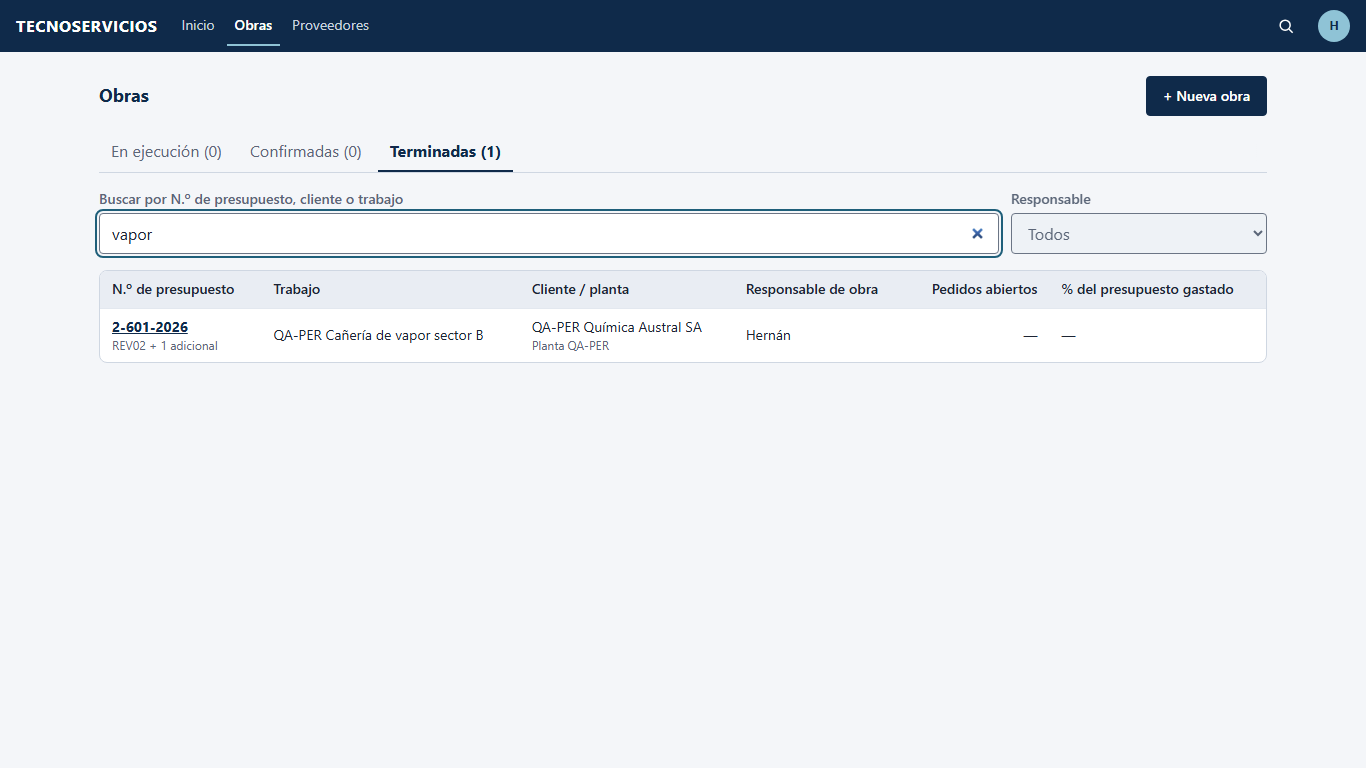 TECNOSERVICIOS Inicio Obras Proveedores H
Obras
+ Nueva obra
En ejecución (0) Confirmadas (0) Terminadas (1)
Buscar por N.º de presupuesto, cliente o trabajo Responsable
vapor Todos
N.º de presupuesto Trabajo Cliente / planta Responsable de obra Pedidos abiertos % del presupuesto gastado
2-601-2026 QA-PER Cañería de vapor sector B QA-PER Química Austral SA Hernán — —
REV02 + 1 adicional Planta QA-PER